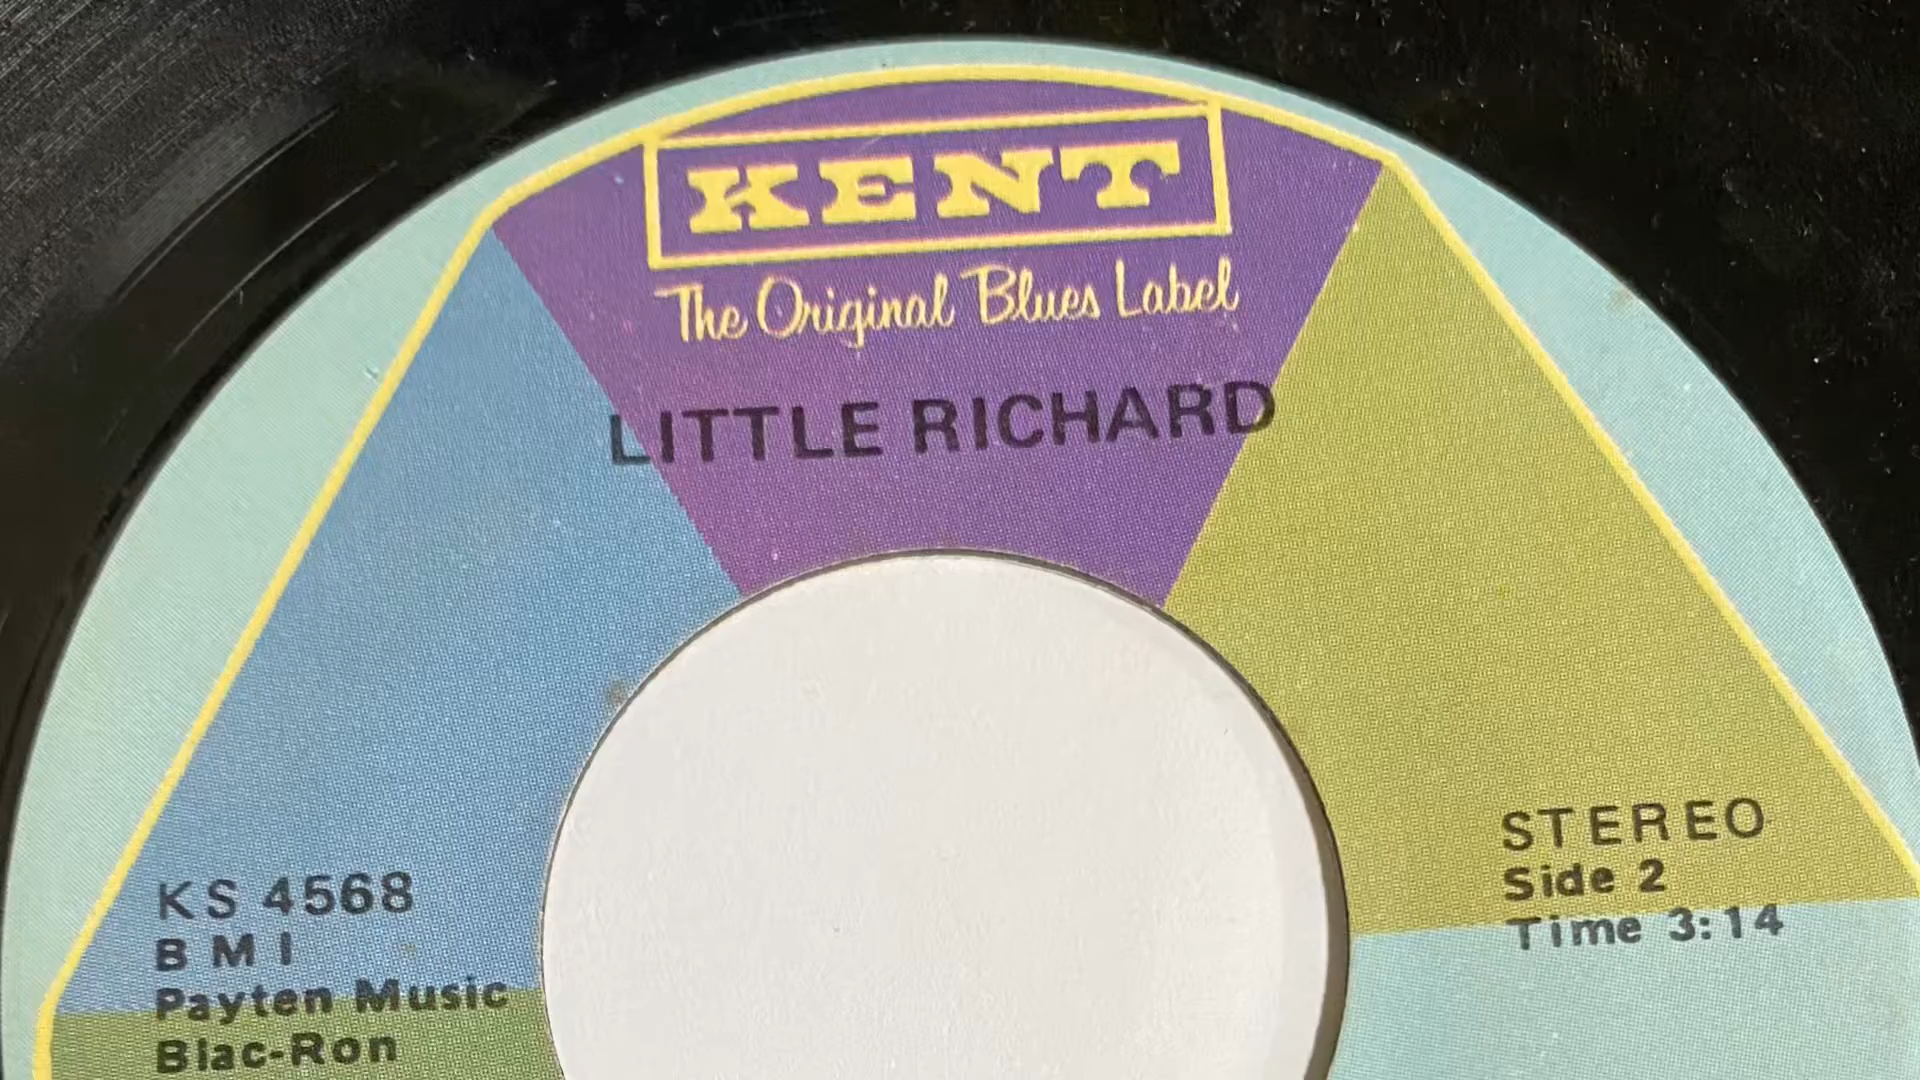 KENT
The Original Blues Label
LITTLE RICHARD
KS 4568
BMI
Payten Music
Blac-Ron
STEREO
Side 2
Time 3:14